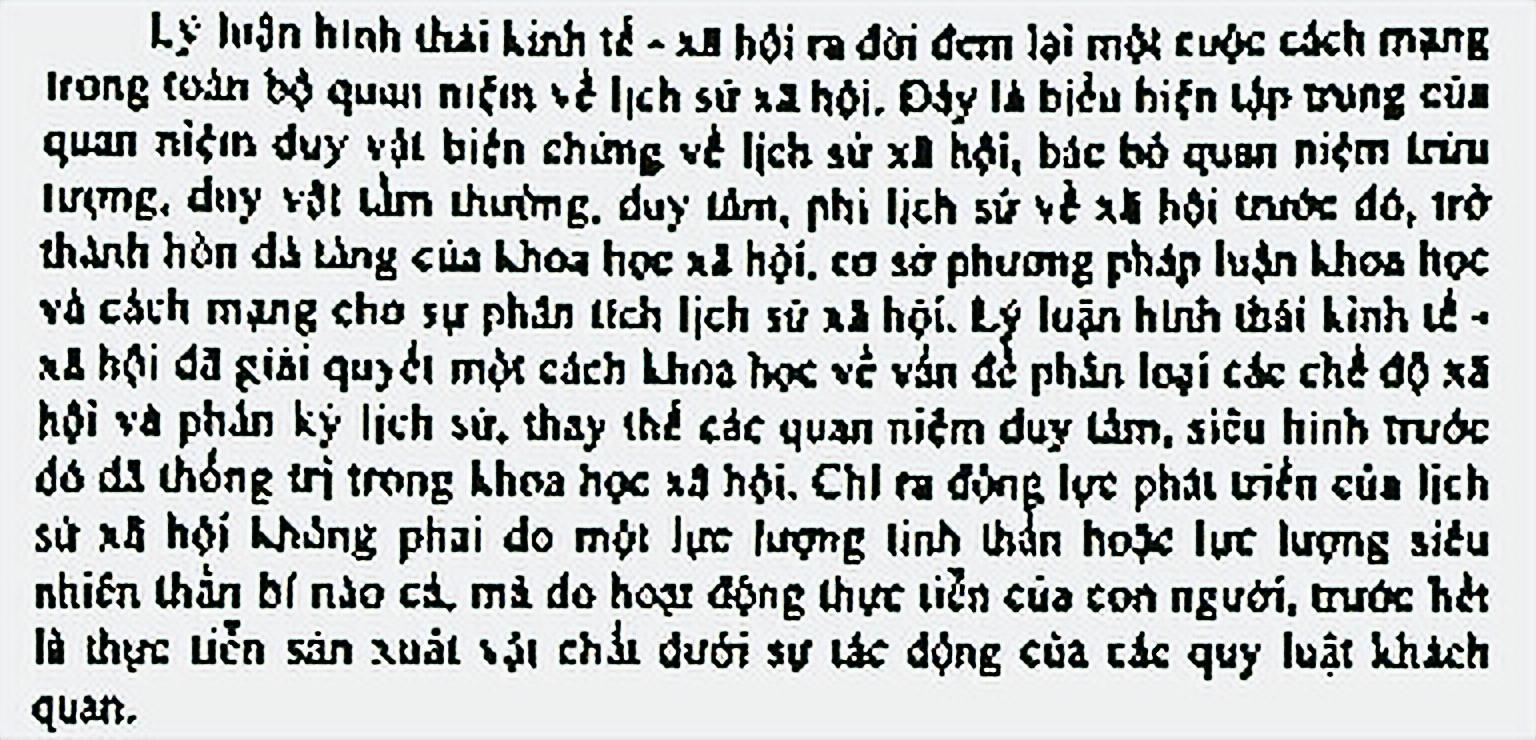 Lý luận hình thái kinh tế - xã hội ra đời đem lại một cuộc cách mạng
trong toàn bộ quan niệm về lịch sử xã hội. Đây là biểu hiện tập trung của
quan niệm duy vật biện chứng về lịch sử xã hội, bác bỏ quan niệm trừu
tượng, duy vật tầm thường, duy tâm, phi lịch sử về xã hội trước đó, trở
thành hòn đá tảng của khoa học xã hội, cơ sở phương pháp luận khoa học
và cách mạng cho sự phân tích lịch sử xã hội. Lý luận hình thái kinh tế -
xã hội đã giải quyết một cách khoa học về vấn đề phân loại các chế độ xã
hội và phân kỳ lịch sử, thay thế các quan niệm duy tâm, siêu hình trước
đó đã thống trị trong khoa học xã hội. Chỉ ra động lực phát triển của lịch
sử xã hội không phải do một lực lượng tinh thần hoặc lực lượng siêu
nhiên thần bí nào cả, mà do hoạt động thực tiễn của con người, trước hết
là thực tiễn sản xuất vật chất dưới sự tác động của các quy luật khách
quan.